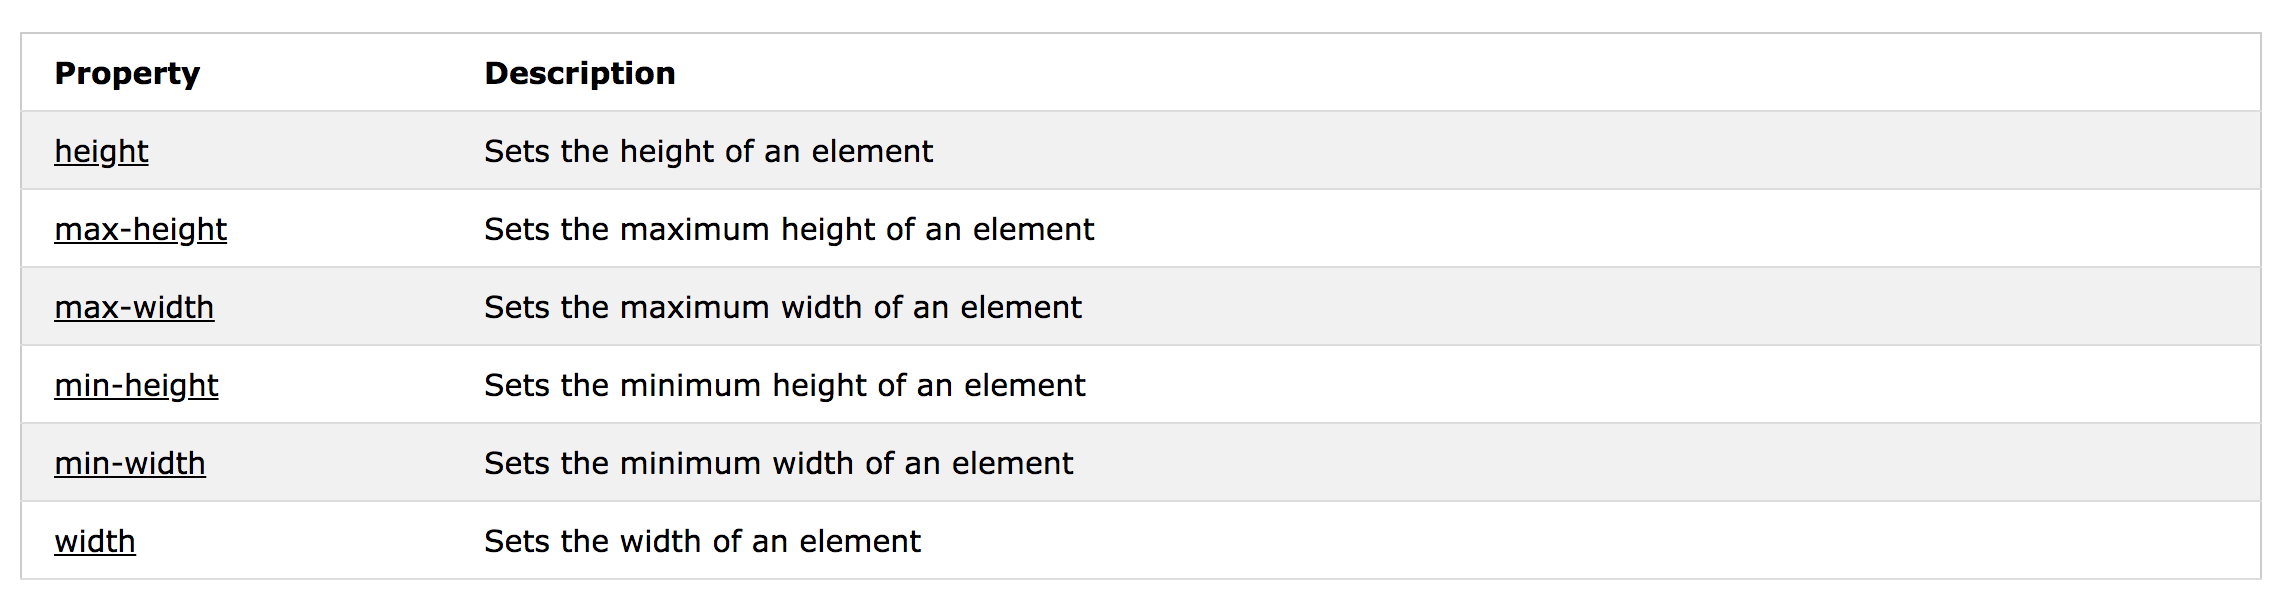 Property Description
height Sets the height of an element
max-height Sets the maximum height of an element
max-width Sets the maximum width of an element
min-height Sets the minimum height of an element
min-width Sets the minimum width of an element
width Sets the width of an element